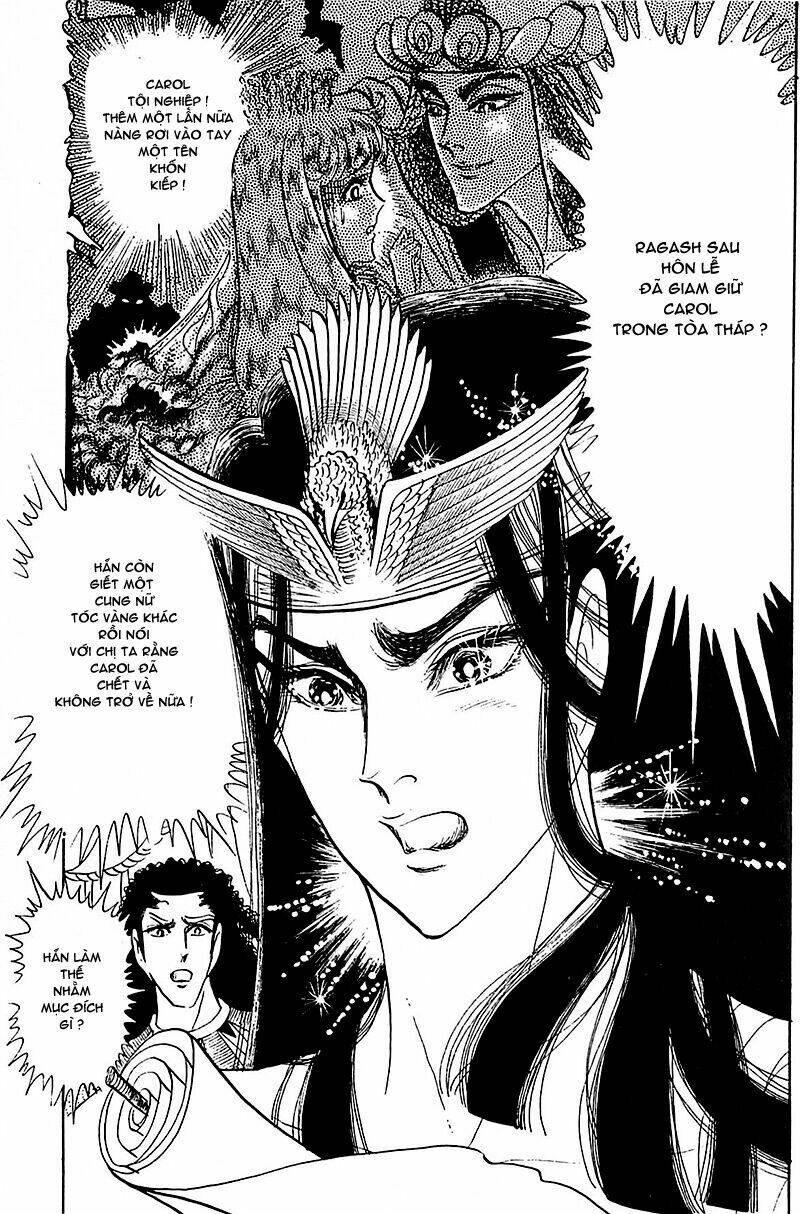 RAGASH SAU
HÔN LỄ
ĐÃ GIAM GIỮ
CAROL
TRONG TÒA THÁP ?
CAROL
TỘI NGHIỆP !
THÊM MỘT LẦN NỮA
NÀNG RƠI VÀO TAY
MỘT TÊN
KHỐN
KIẾP !
HẮN CÒN
GIẾT MỘT
CUNG NỮ
TÓC VÀNG KHÁC
RỒI NÓI
VỚI CHỊ TA RẰNG
CAROL ĐÃ
CHẾT VÀ
KHÔNG TRỞ VỀ NỮA !
HẮN LÀM
THẾ
NHẰM
MỤC ĐÍCH
GÌ ?